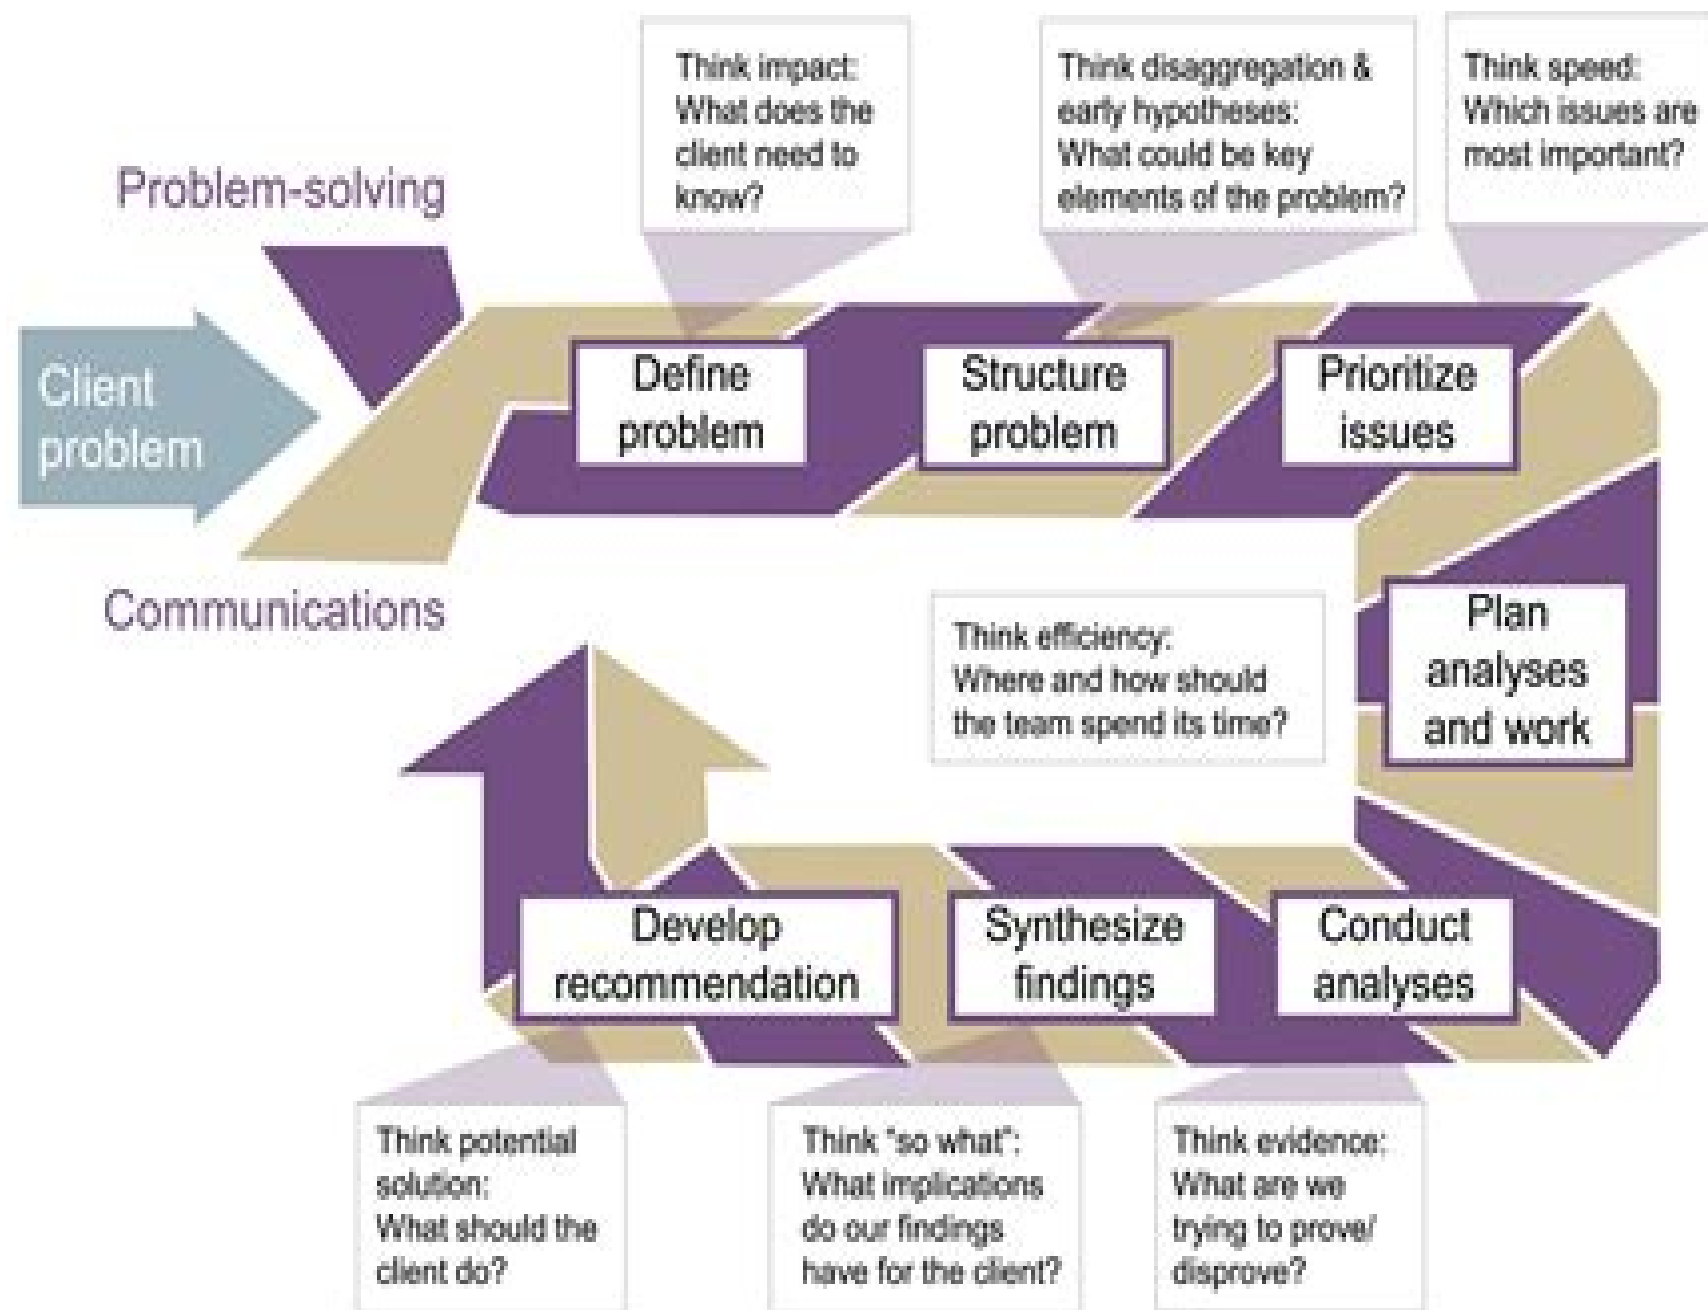 Think impact:
What does the
client need to
know?
Think disaggregation &
early hypotheses:
What could be key
elements of the problem?
Think speed:
Which issues are
most important?
Problem-solving
Client
problem
Communications
Define
problem
Structure
problem
Prioritize
issues
Think efficiency:
Where and how should
the team spend its time?
Plan
analyses
and work
Develop
recommendation
Synthesize
findings
Conduct
analyses
Think potential
solution:
What should the
client do?
Think "so what":
What implications
do our findings
have for the client?
Think evidence:
What are we
trying to prove/
disprove?